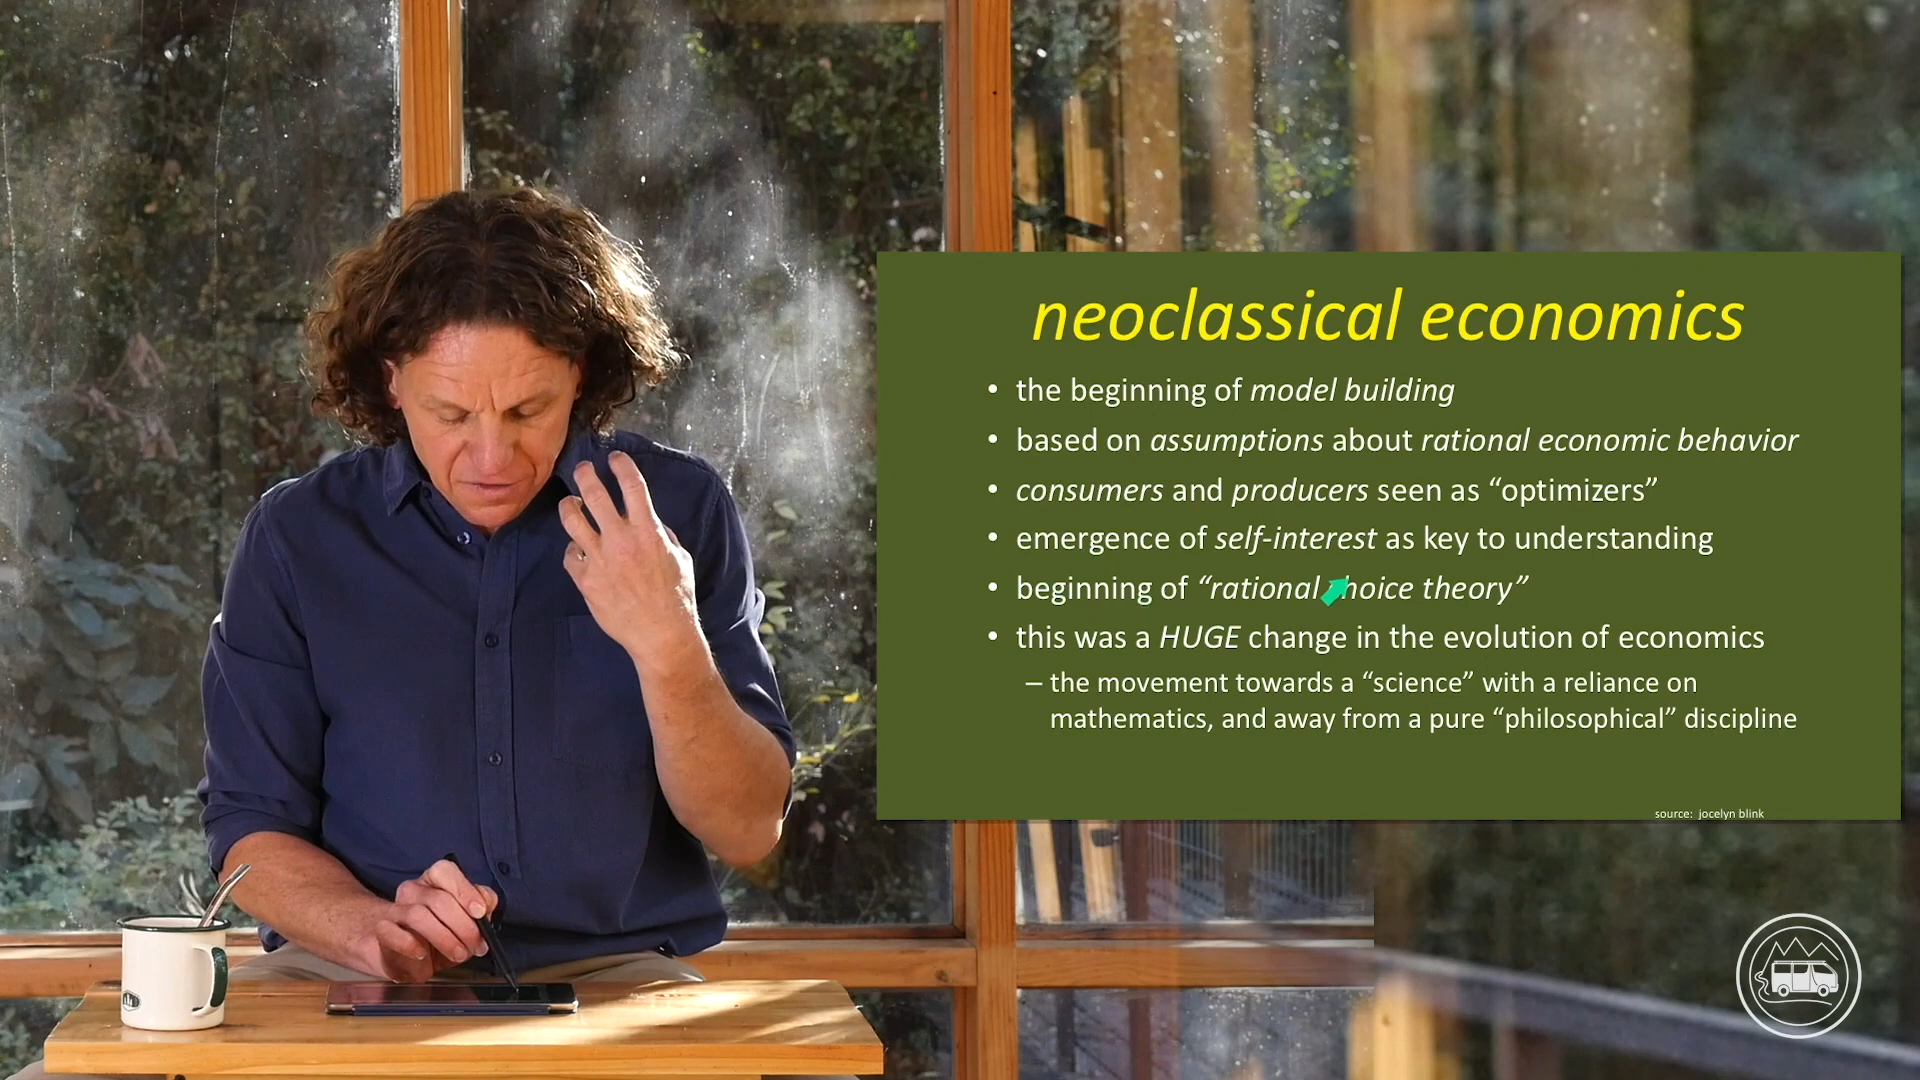 neoclassical economics
• the beginning of model building
• based on assumptions about rational economic behavior
• consumers and producers seen as “optimizers”
• emergence of self-interest as key to understanding
• beginning of “rational choice theory”
• this was a HUGE change in the evolution of economics
– the movement towards a “science” with a reliance on
mathematics, and away from a pure “philosophical” discipline
source: jocelyn blink